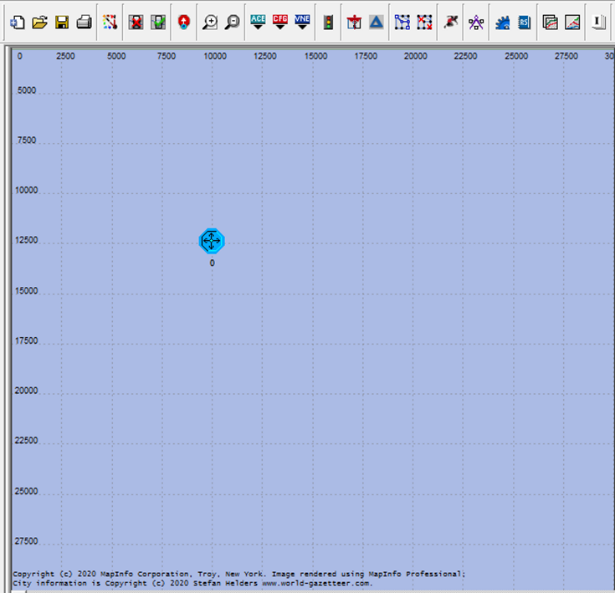 ACE CFG VNE RS I
0 2500 5000 7500 10000 12500 15000 17500 20000 22500 25000 27500 30
5000
7500
10000
12500
0
15000
17500
20000
22500
25000
27500
Copyright (c) 2020 MapInfo Corporation, Troy, New York. Image rendered using MapInfo Professional;
City information is Copyright (c) 2020 Stefan Helders www.world-gazetteer.com.